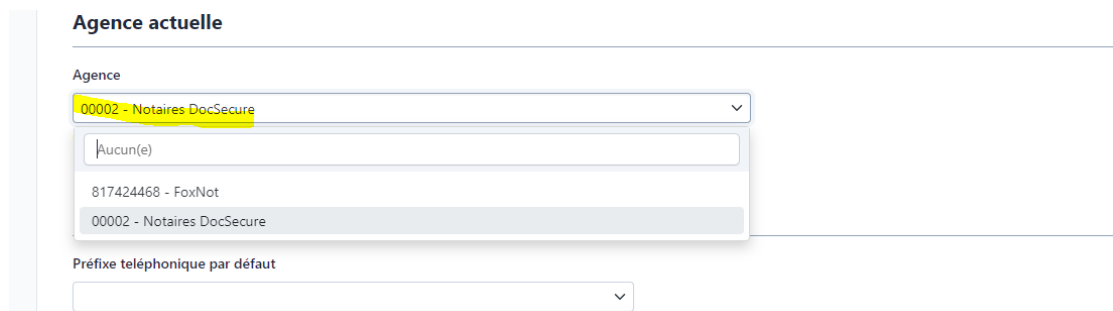 Agence actuelle
Agence
00002 - Notaires DocSecure
Aucun(e)
817424468 - FoxNot
00002 - Notaires DocSecure
Préfixe teléphonique par défaut